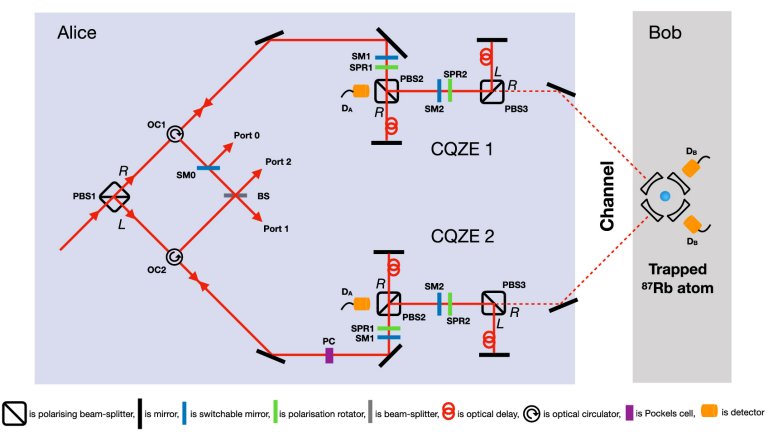 Alice
Bob
SM1
SPR1
PBS2
L
SPR2
R
D_A
R
SM2
PBS3
OC1
Port 0
CQZE 1
D_B
R
SM0
Port 2
PBS1
BS
Channel
L
Port 1
D_B
CQZE 2
OC2
Trapped
⁸⁷Rb atom
R
SM2
PBS3
D_A
PBS2
SPR2
L
R
SPR1
SM1
PC
is polarising beam-splitter, is mirror, is switchable mirror, is polarisation rotator, is beam-splitter, is optical delay, is optical circulator, is Pockels cell, is detector